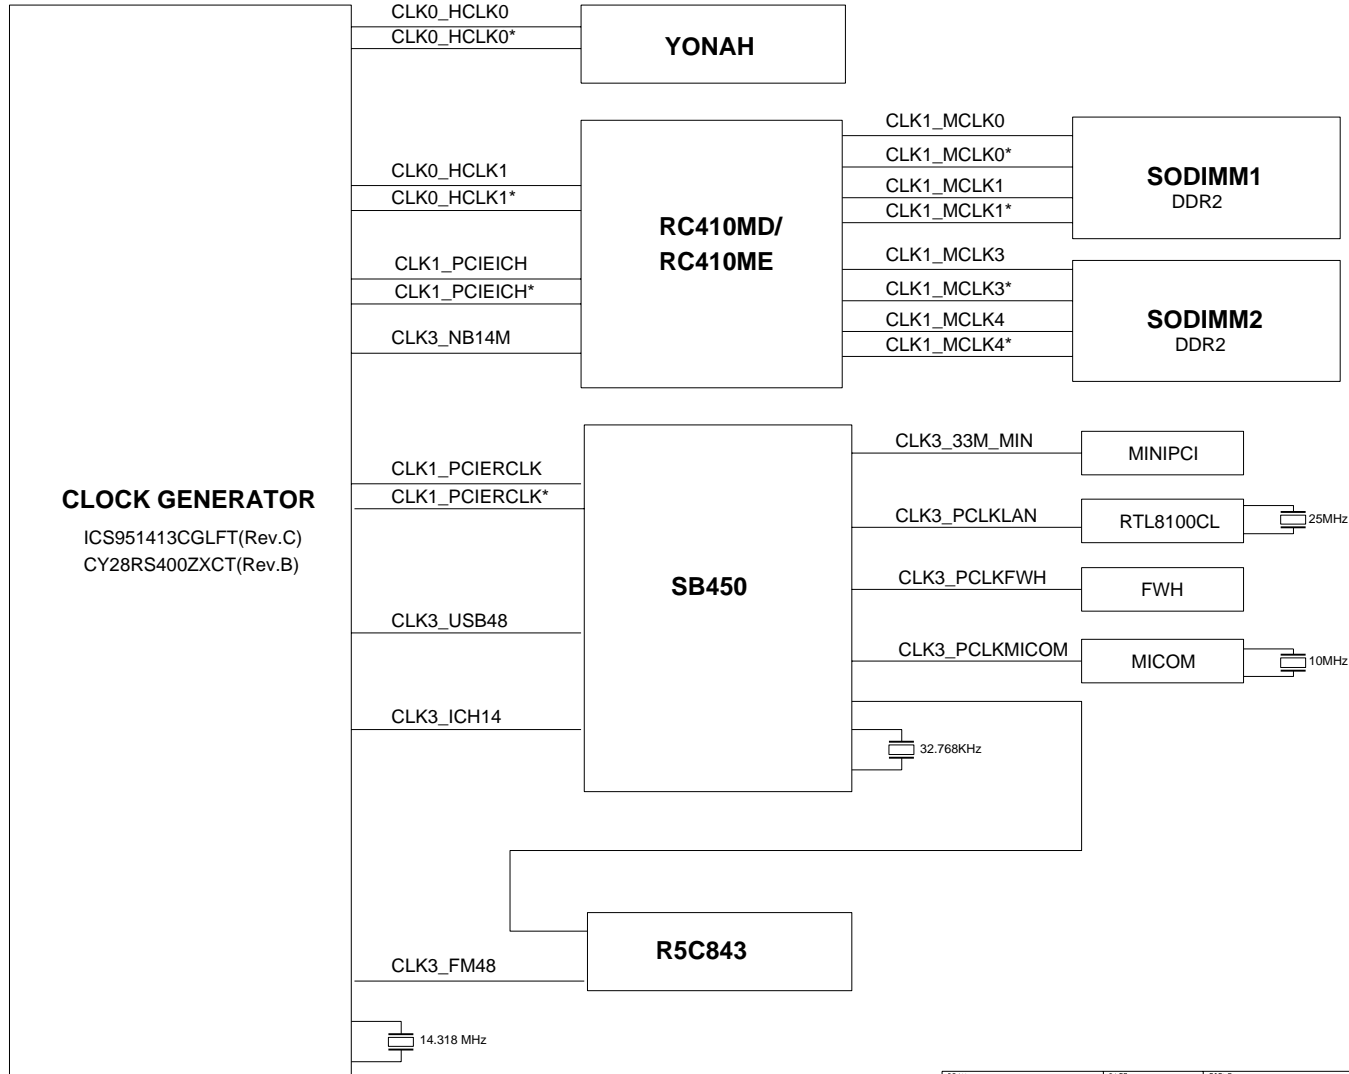 CLK0_HCLK0
CLK0_HCLK0*
YONAH
CLK1_MCLK0
CLK1_MCLK0*
CLK1_MCLK1
CLK1_MCLK1*
SODIMM1
DDR2
CLK0_HCLK1
CLK0_HCLK1*
RC410MD/
RC410ME
CLK1_PCIEICH
CLK1_PCIEICH*
CLK3_NB14M
CLK1_MCLK3
CLK1_MCLK3*
CLK1_MCLK4
CLK1_MCLK4*
SODIMM2
DDR2
CLOCK GENERATOR
ICS951413CGLFT(Rev.C)
CY28RS400ZXCT(Rev.B)
CLK1_PCIERCLK
CLK1_PCIERCLK*
CLK3_USB48
CLK3_ICH14
SB450
CLK3_33M_MIN
MINIPCI
CLK3_PCLKLAN
RTL8100CL
25MHz
CLK3_PCLKFWH
FWH
CLK3_PCLKMICOM
MICOM
10MHz
32.768KHz
R5C843
CLK3_FM48
14.318 MHz